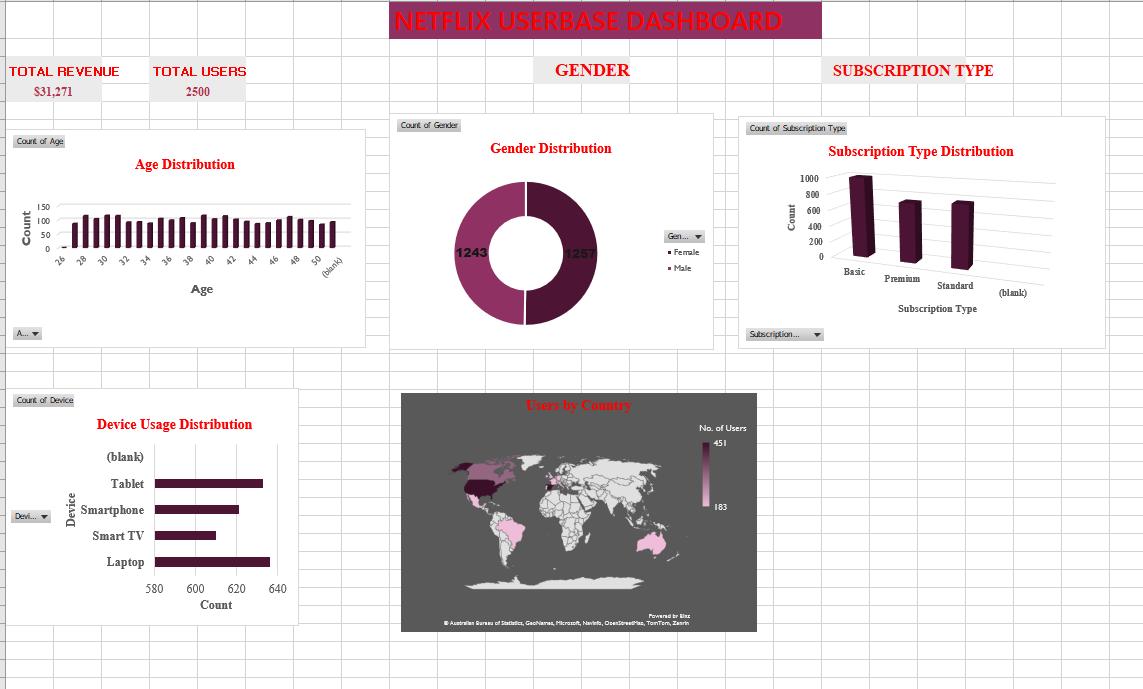 NETFLIX USERBASE DASHBOARD
TOTAL REVENUE
$31,271
TOTAL USERS
2500
GENDER
SUBSCRIPTION TYPE
Count of Age
Age Distribution
Count
150
100
50
0
26
28
30
32
34
36
38
40
42
44
46
48
50
(blank)
Age
A...
Count of Gender
Gender Distribution
1243
1257
Gen...
Female
Male
Count of Subscription Type
Subscription Type Distribution
Count
1000
800
600
400
200
0
Basic
Premium
Standard
(blank)
Subscription Type
Subscription...
Count of Device
Device Usage Distribution
Device
(blank)
Tablet
Smartphone
Smart TV
Laptop
580
600
620
640
Count
Devi...
Users by Country
No. of Users
451
183
Powered by Bing
© Australian Bureau of Statistics, GeoNames, Microsoft, Navinfo, OpenStreetMap, TomTom, Zenrin